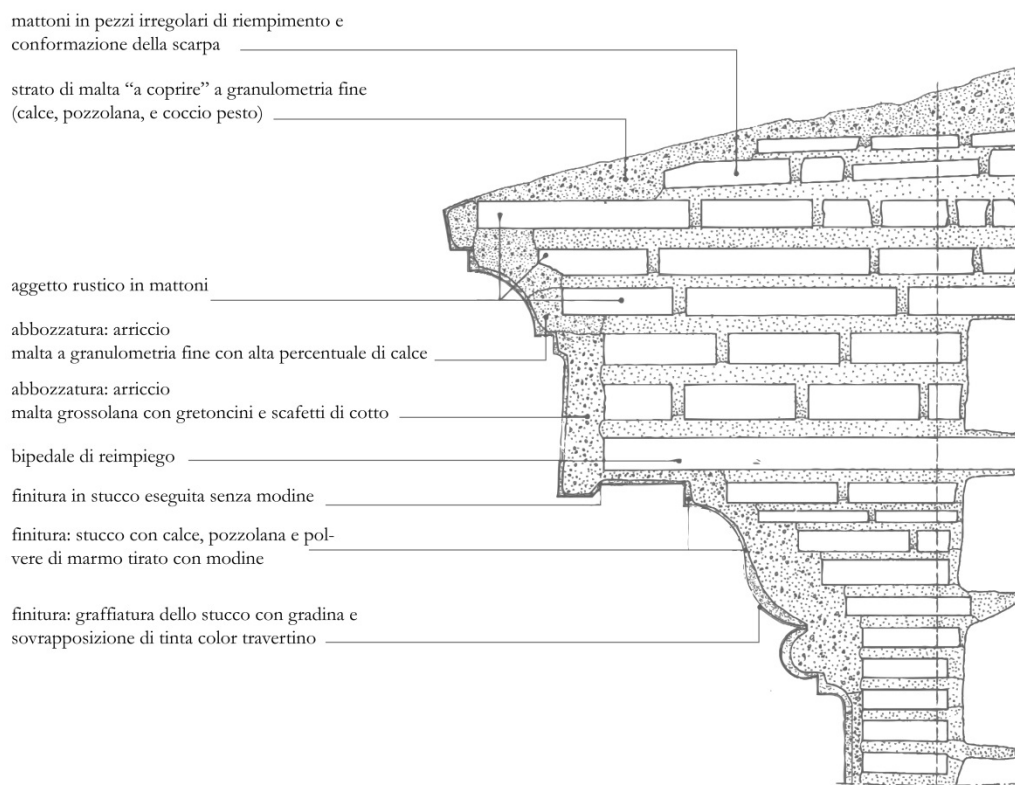 mattoni in pezzi irregolari di riempimento e
conformazione della scarpa
strato di malta “a coprire” a granulometria fine
(calce, pozzolana, e coccio pesto)
aggetto rustico in mattoni
abbozzatura: arriccio
malta a granulometria fine con alta percentuale di calce
abbozzatura: arriccio
malta grossolana con gretoncini e scafetti di cotto
bipedale di reimpiego
finitura in stucco eseguita senza modine
finitura: stucco con calce, pozzolana e pol-
vere di marmo tirato con modine
finitura: graffiatura dello stucco con gradina e
sovrapposizione di tinta color travertino